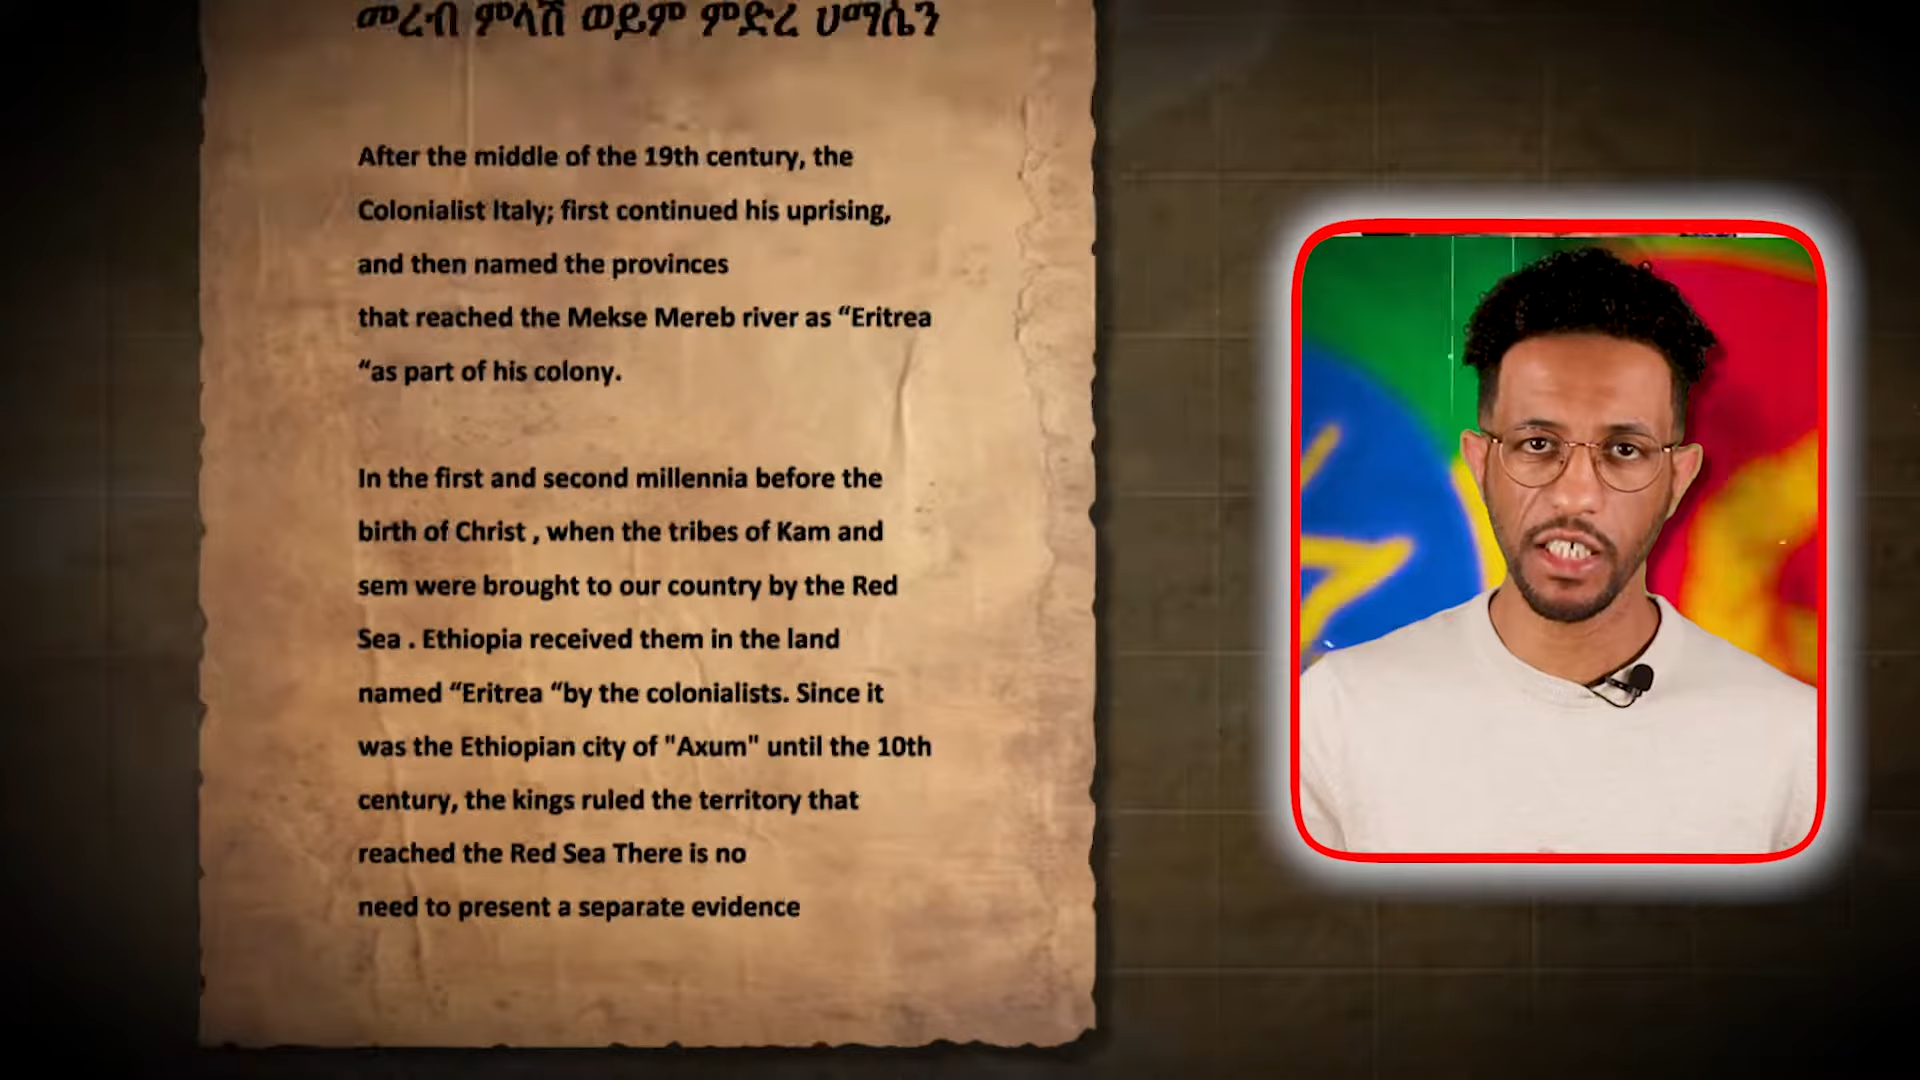 መረብ ምላሽ ወይም ምድረ ሀማሴን
After the middle of the 19th century, the
Colonialist Italy; first continued his uprising,
and then named the provinces
that reached the Mekse Mereb river as “Eritrea
“as part of his colony.
In the first and second millennia before the
birth of Christ , when the tribes of Kam and
sem were brought to our country by the Red
Sea . Ethiopia received them in the land
named “Eritrea “by the colonialists. Since it
was the Ethiopian city of "Axum" until the 10th
century, the kings ruled the territory that
reached the Red Sea There is no
need to present a separate evidence